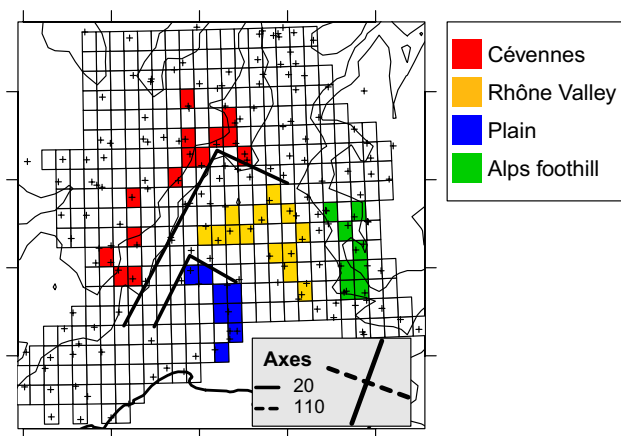 Cévennes
Rhône Valley
Plain
Alps foothill
Axes
20
110